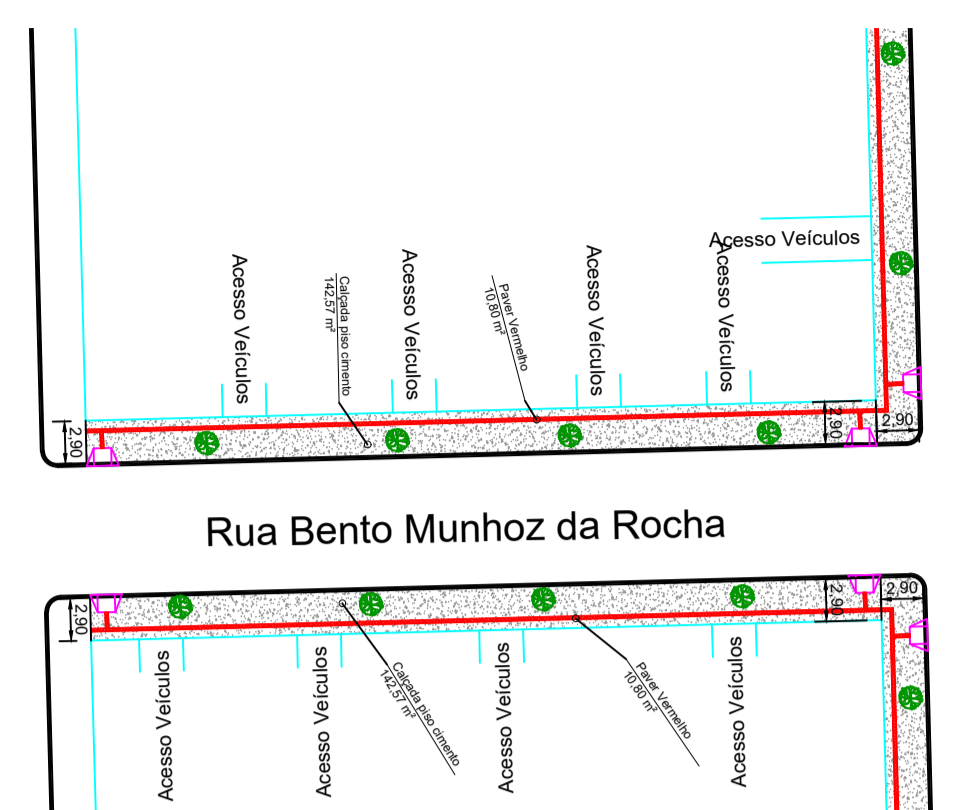 Acesso Veículos
Acesso Veículos
Calçada piso cimento
142,57 m²
Acesso Veículos
Paver Vermelho
10,80 m²
Acesso Veículos
Acesso Veículos
2,90
2,90
2,90
Rua Bento Munhoz da Rocha
2,90
2,90
2,90
Acesso Veículos
Acesso Veículos
Calçada piso cimento
142,57 m²
Acesso Veículos
Paver Vermelho
10,80 m²
Acesso Veículos